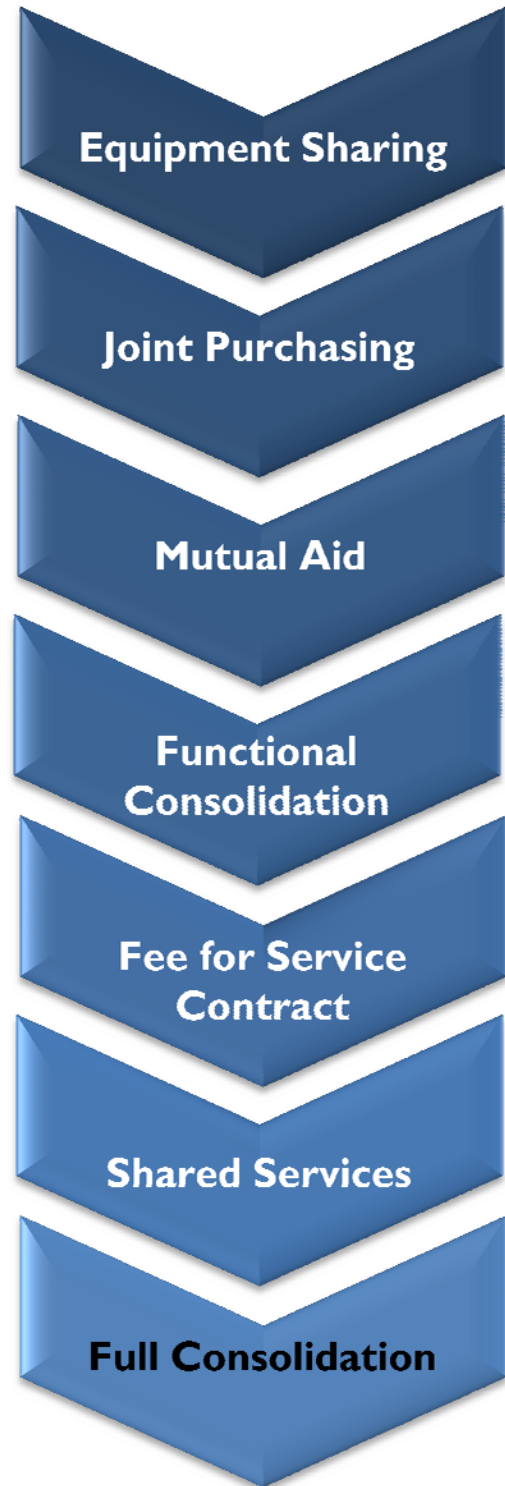 Equipment Sharing
Joint Purchasing
Mutual Aid
Functional
Consolidation
Fee for Service
Contract
Shared Services
Full Consolidation